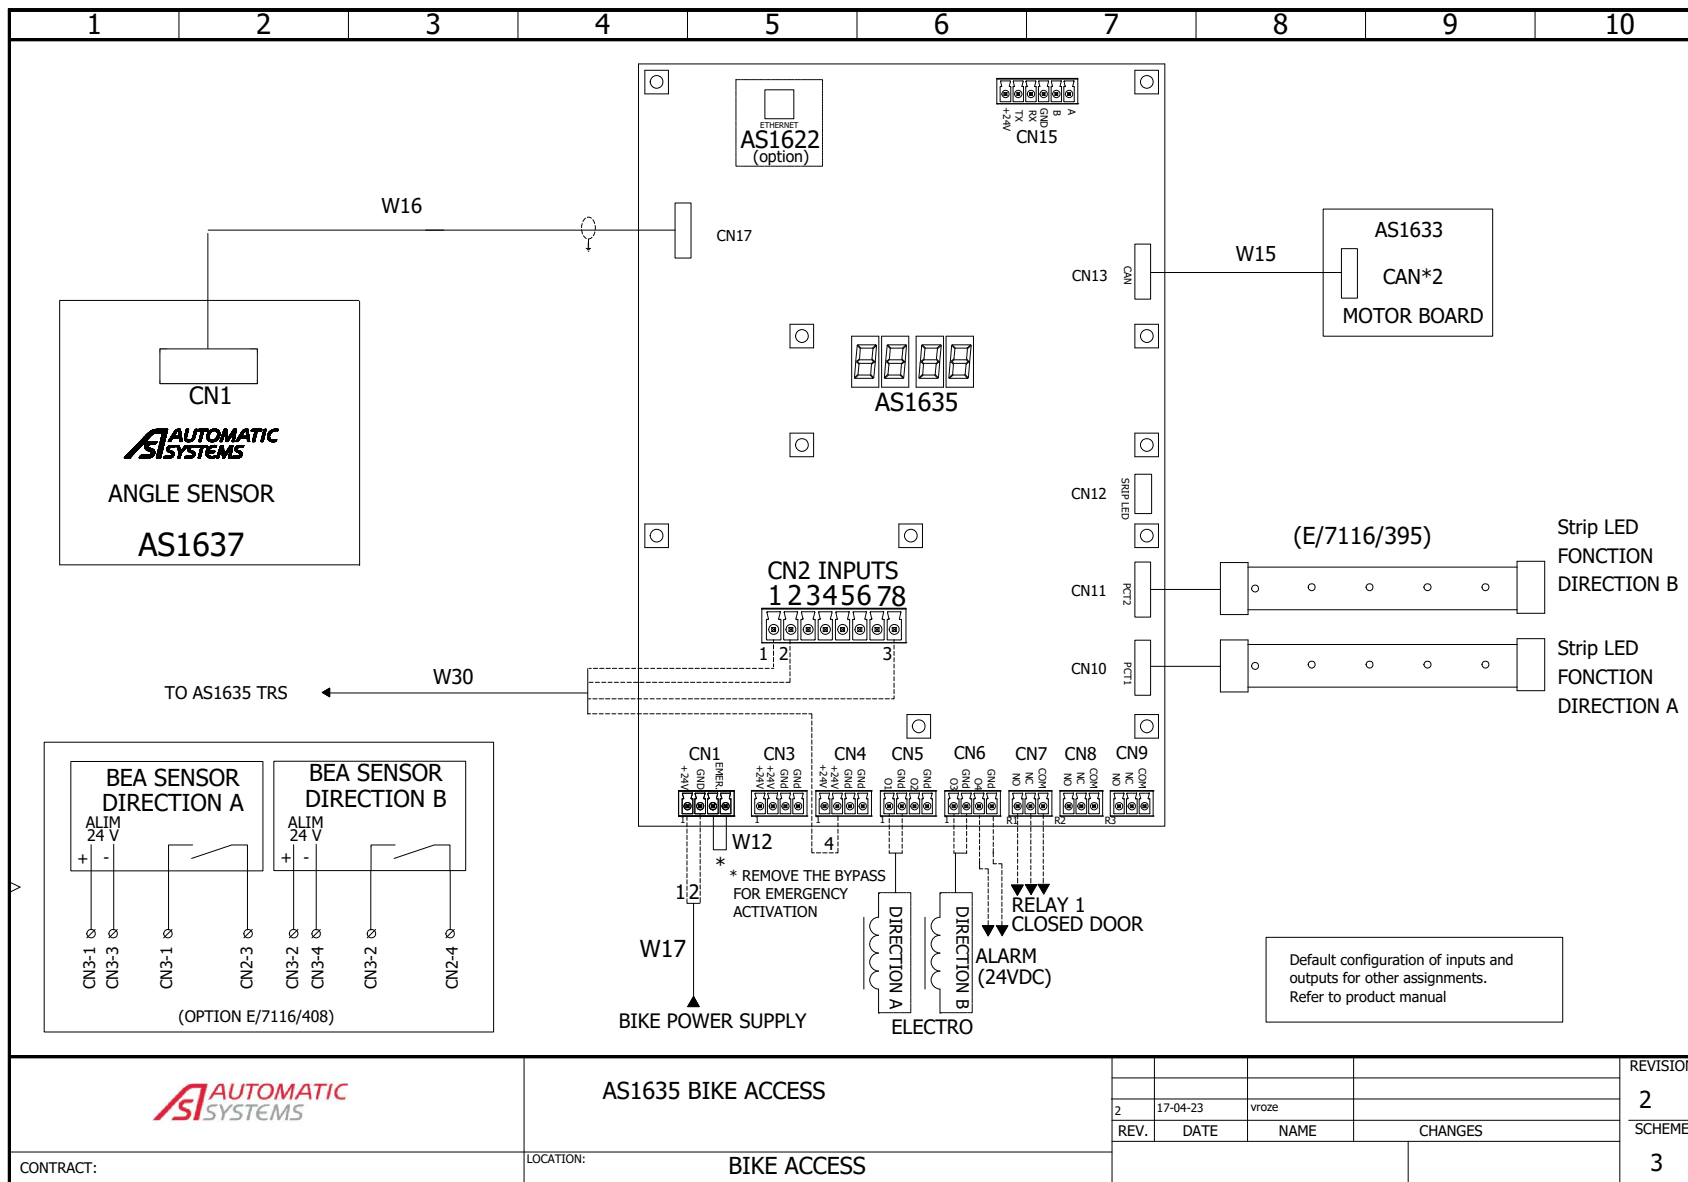 1 2 3 4 5 6 7 8 9 10
ETHERNET
AS1622
(option)
+24V TX RX GND B A
CN15
W16
CN17
AS1633
CAN*2
MOTOR BOARD
W15
CN13 CAN
CN1
AUTOMATIC
SYSTEMS
ANGLE SENSOR
AS1637
AS1635
CN12 SRIP LED
(E/7116/395)
Strip LED
FONCTION
DIRECTION B
CN11 PCT2
CN2 INPUTS
1 2 3 4 5 6 7 8
1 2 3
Strip LED
FONCTION
DIRECTION A
CN10 PCT1
W30
TO AS1635 TRS
CN1 CN3 CN4 CN5 CN6 CN7 CN8 CN9
+24V GND EMER.
+24V +24V Gnd Gnd
+24V +24V Gnd Gnd
O1 Gnd O2 Gnd
O3 Gnd O4 Gnd
NO NC COM
NO NC COM
NO NC COM
1 1 1 1 1 R1 R2 R3
BEA SENSOR
DIRECTION A
ALIM
24 V
+ -
BEA SENSOR
DIRECTION B
ALIM
24 V
+ -
CN3-1 CN3-3 CN3-1 CN2-3 CN3-2 CN3-4 CN3-2 CN2-4
(OPTION E/7116/408)
W12
4
*
* REMOVE THE BYPASS
FOR EMERGENCY
ACTIVATION
1 2
W17
BIKE POWER SUPPLY
DIRECTION A
DIRECTION B
ELECTRO
RELAY 1
CLOSED DOOR
ALARM
(24VDC)
Default configuration of inputs and
outputs for other assignments.
Refer to product manual
AUTOMATIC
SYSTEMS
AS1635 BIKE ACCESS
2 17-04-23 vroze
REV. DATE NAME CHANGES
REVISION
2
SCHEME
3
CONTRACT:
LOCATION:
BIKE ACCESS